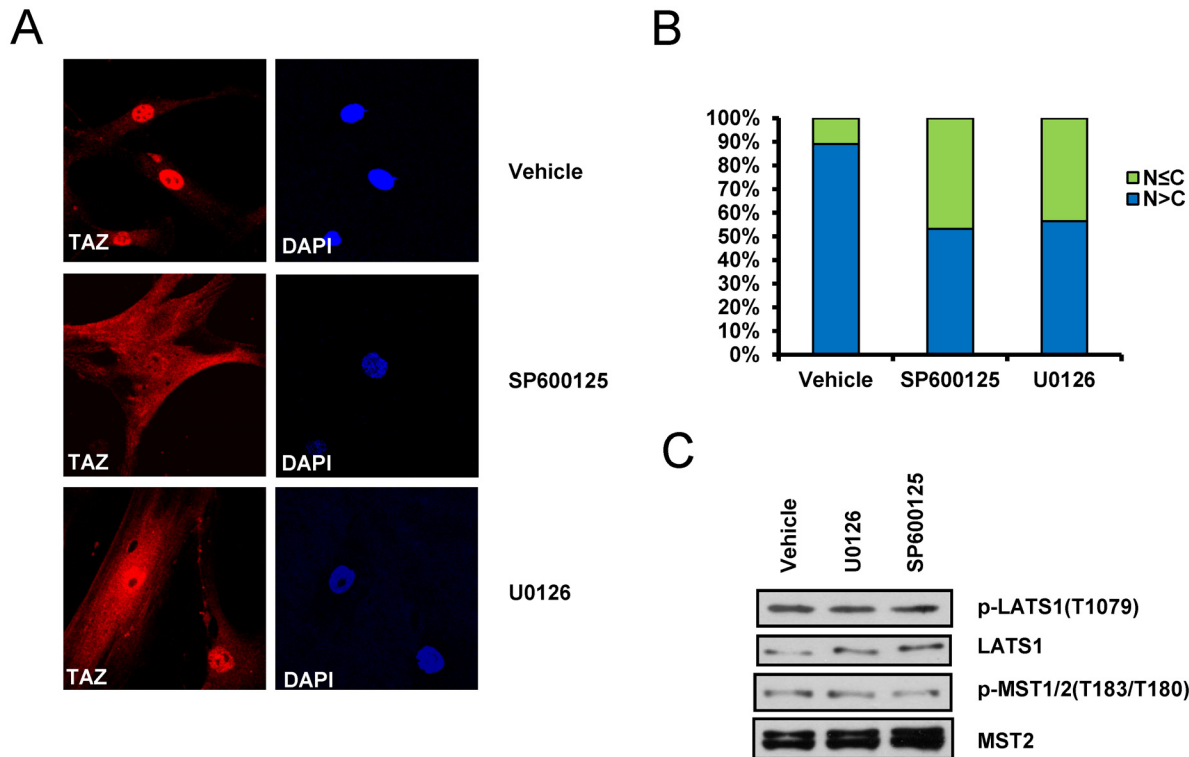 A
TAZ
DAPI
Vehicle
TAZ
DAPI
SP600125
TAZ
DAPI
U0126
B
100%
90%
80%
70%
60%
50%
40%
30%
20%
10%
0%
Vehicle SP600125 U0126
N≤C
N>C
C
Vehicle
U0126
SP600125
p-LATS1(T1079)
LATS1
p-MST1/2(T183/T180)
MST2